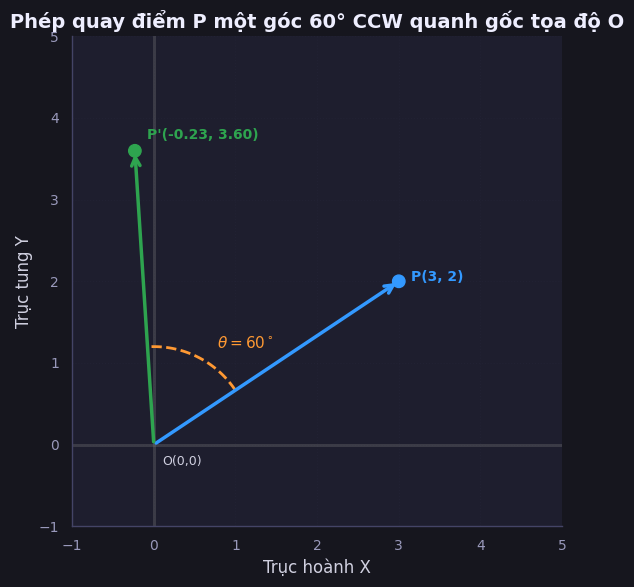 Phép quay điểm P một góc 60° CCW quanh gốc tọa độ O
5
4
3
2
1
0
−1
Trục tung Y
P'(-0.23, 3.60)
P(3, 2)
θ = 60°
O(0,0)
−1 0 1 2 3 4 5
Trục hoành X